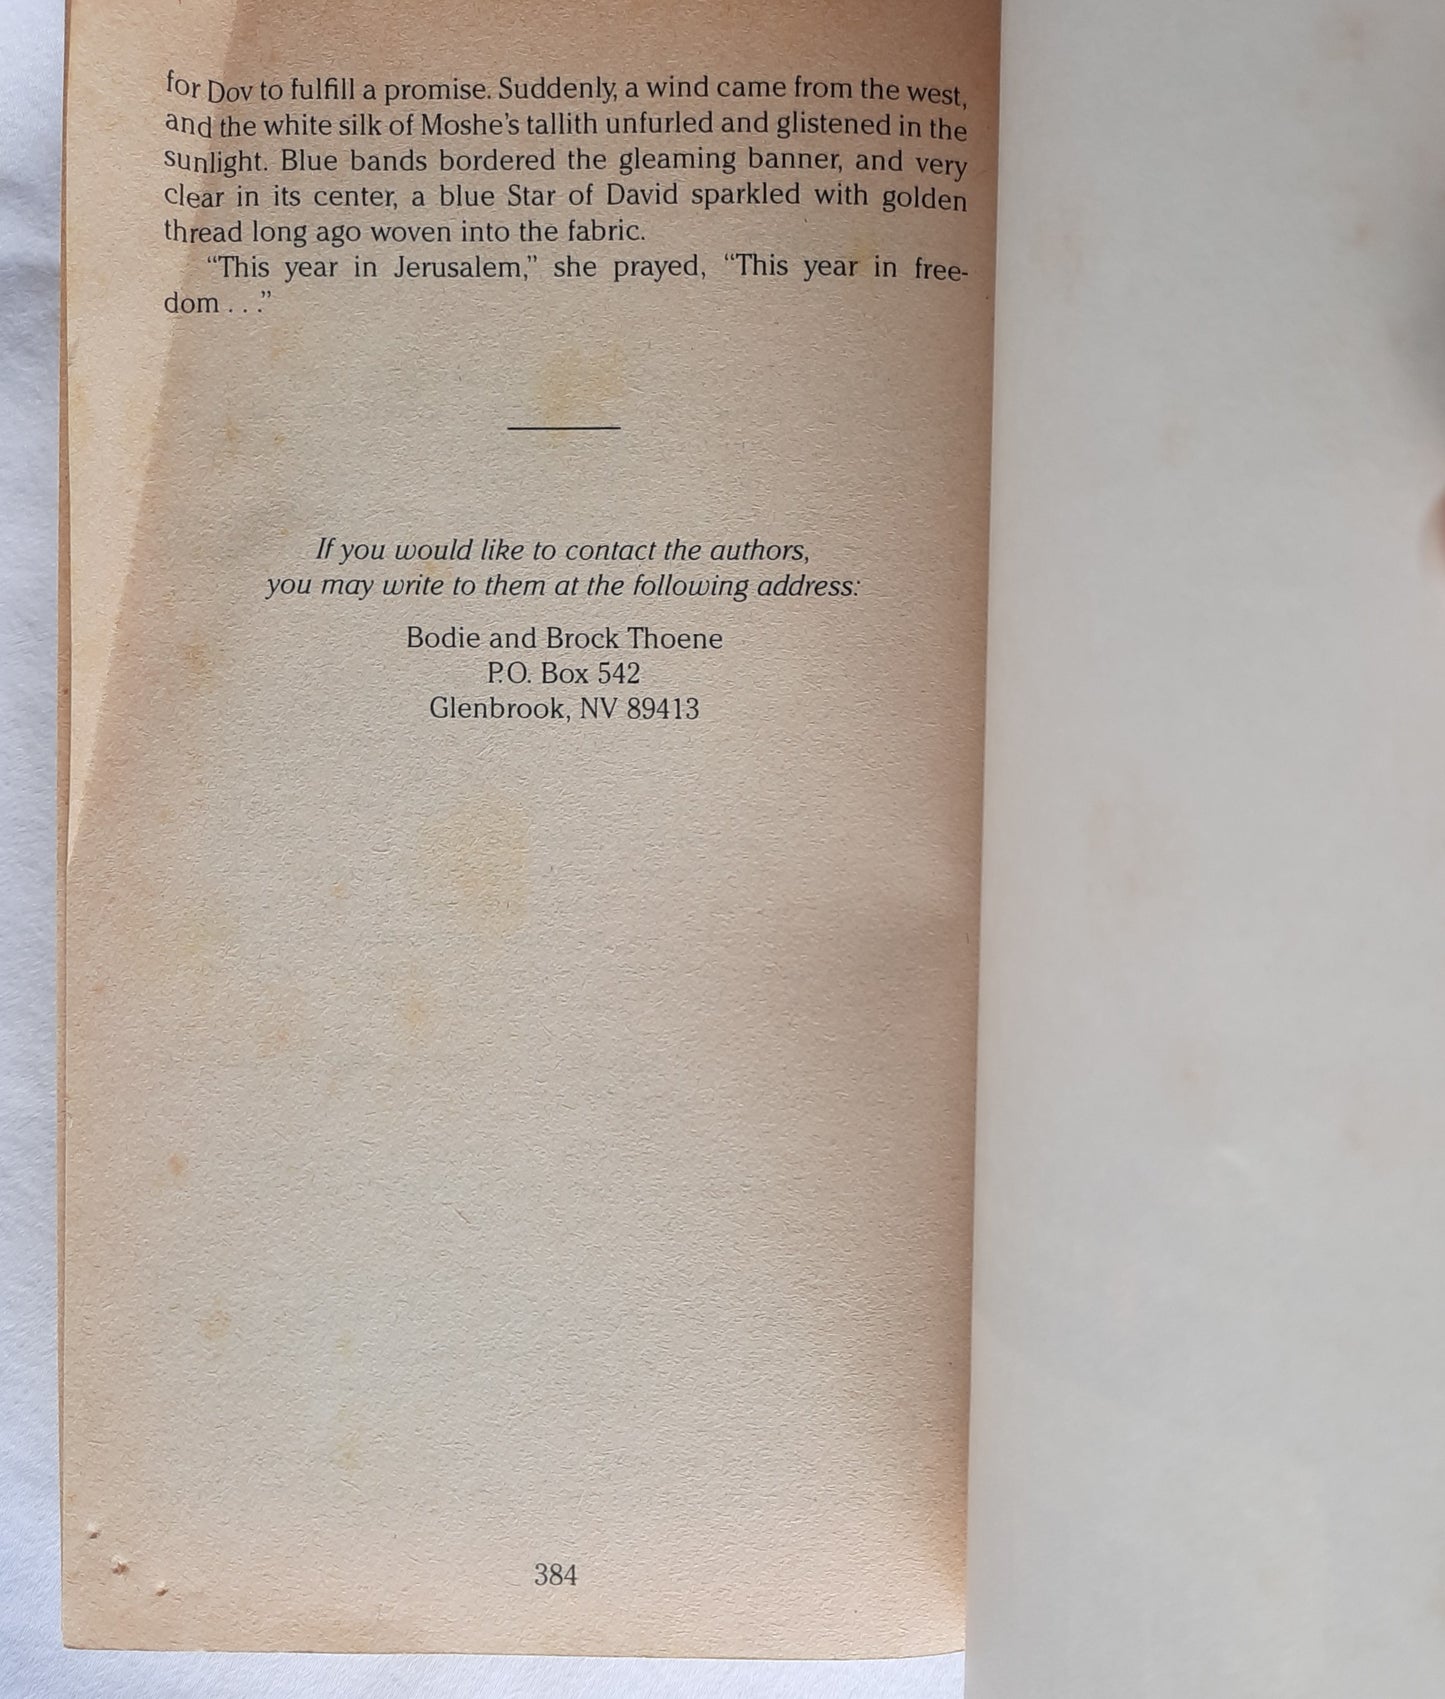 for Dov to fulfill a promise. Suddenly, a wind came from the west,
and the white silk of Moshe's tallith unfurled and glistened in the
sunlight. Blue bands bordered the gleaming banner, and very
clear in its center, a blue Star of David sparkled with golden
thread long ago woven into the fabric.
“This year in Jerusalem,” she prayed, “This year in free-
dom . . .”
If you would like to contact the authors,
you may write to them at the following address:
Bodie and Brock Thoene
P.O. Box 542
Glenbrook, NV 89413
384